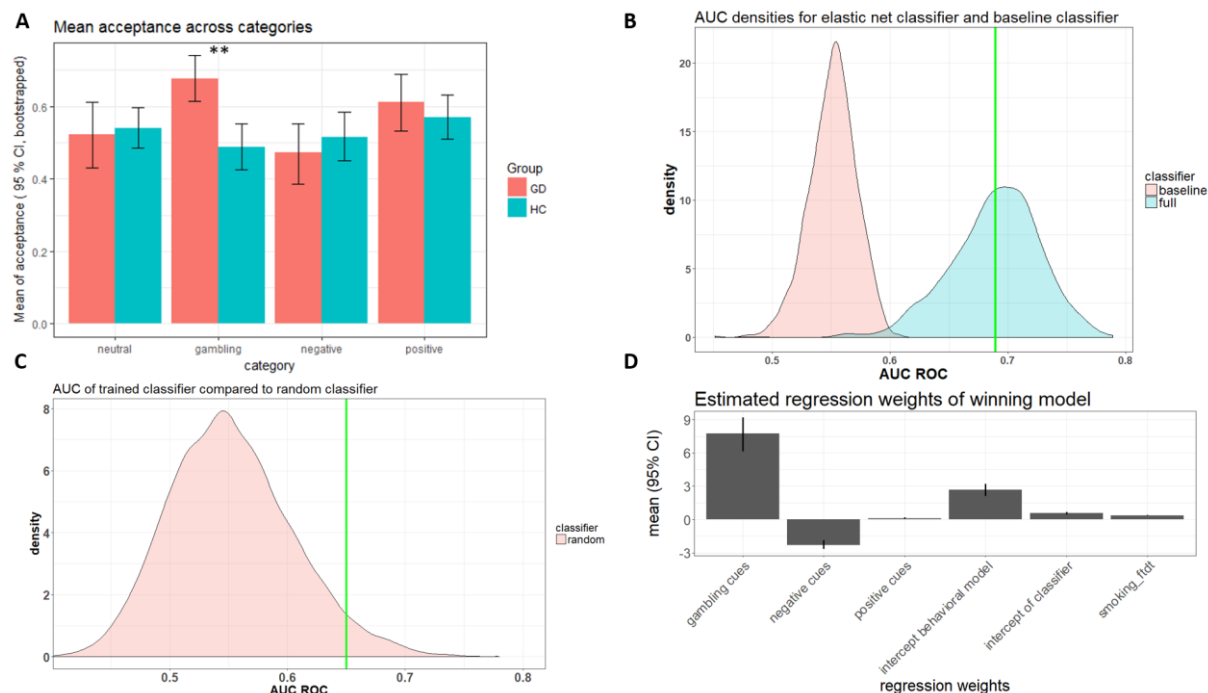 A
Mean acceptance across categories
Mean of acceptance ( 95 % CI, bootstrapped)
0.6
0.4
0.2
0.0
**
neutral
gambling
negative
positive
category
Group
GD
HC
B
AUC densities for elastic net classifier and baseline classifier
density
20
15
10
5
0
0.5
0.6
0.7
0.8
AUC ROC
classifier
baseline
full
C
AUC of trained classifier compared to random classifier
density
8
6
4
2
0
0.5
0.6
0.7
0.8
AUC ROC
classifier
random
D
Estimated regression weights of winning model
mean (95% CI)
9
6
3
0
-3
gambling cues
negative cues
positive cues
intercept behavioral model
intercept of classifier
smoking_ftdt
regression weights